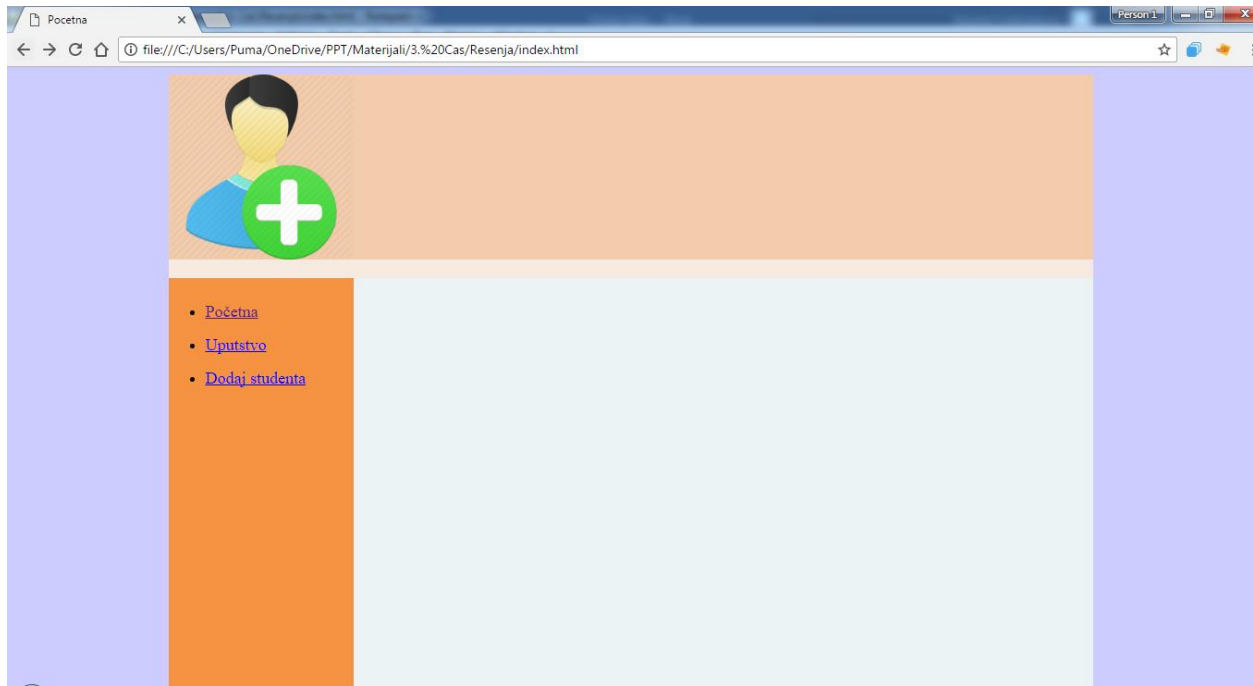 Pocetna
Person 1
file:///C:/Users/Puma/OneDrive/PPT/Materijali/3.%20Cas/Resenja/index.html
Početna
Uputstvo
Dodaj studenta